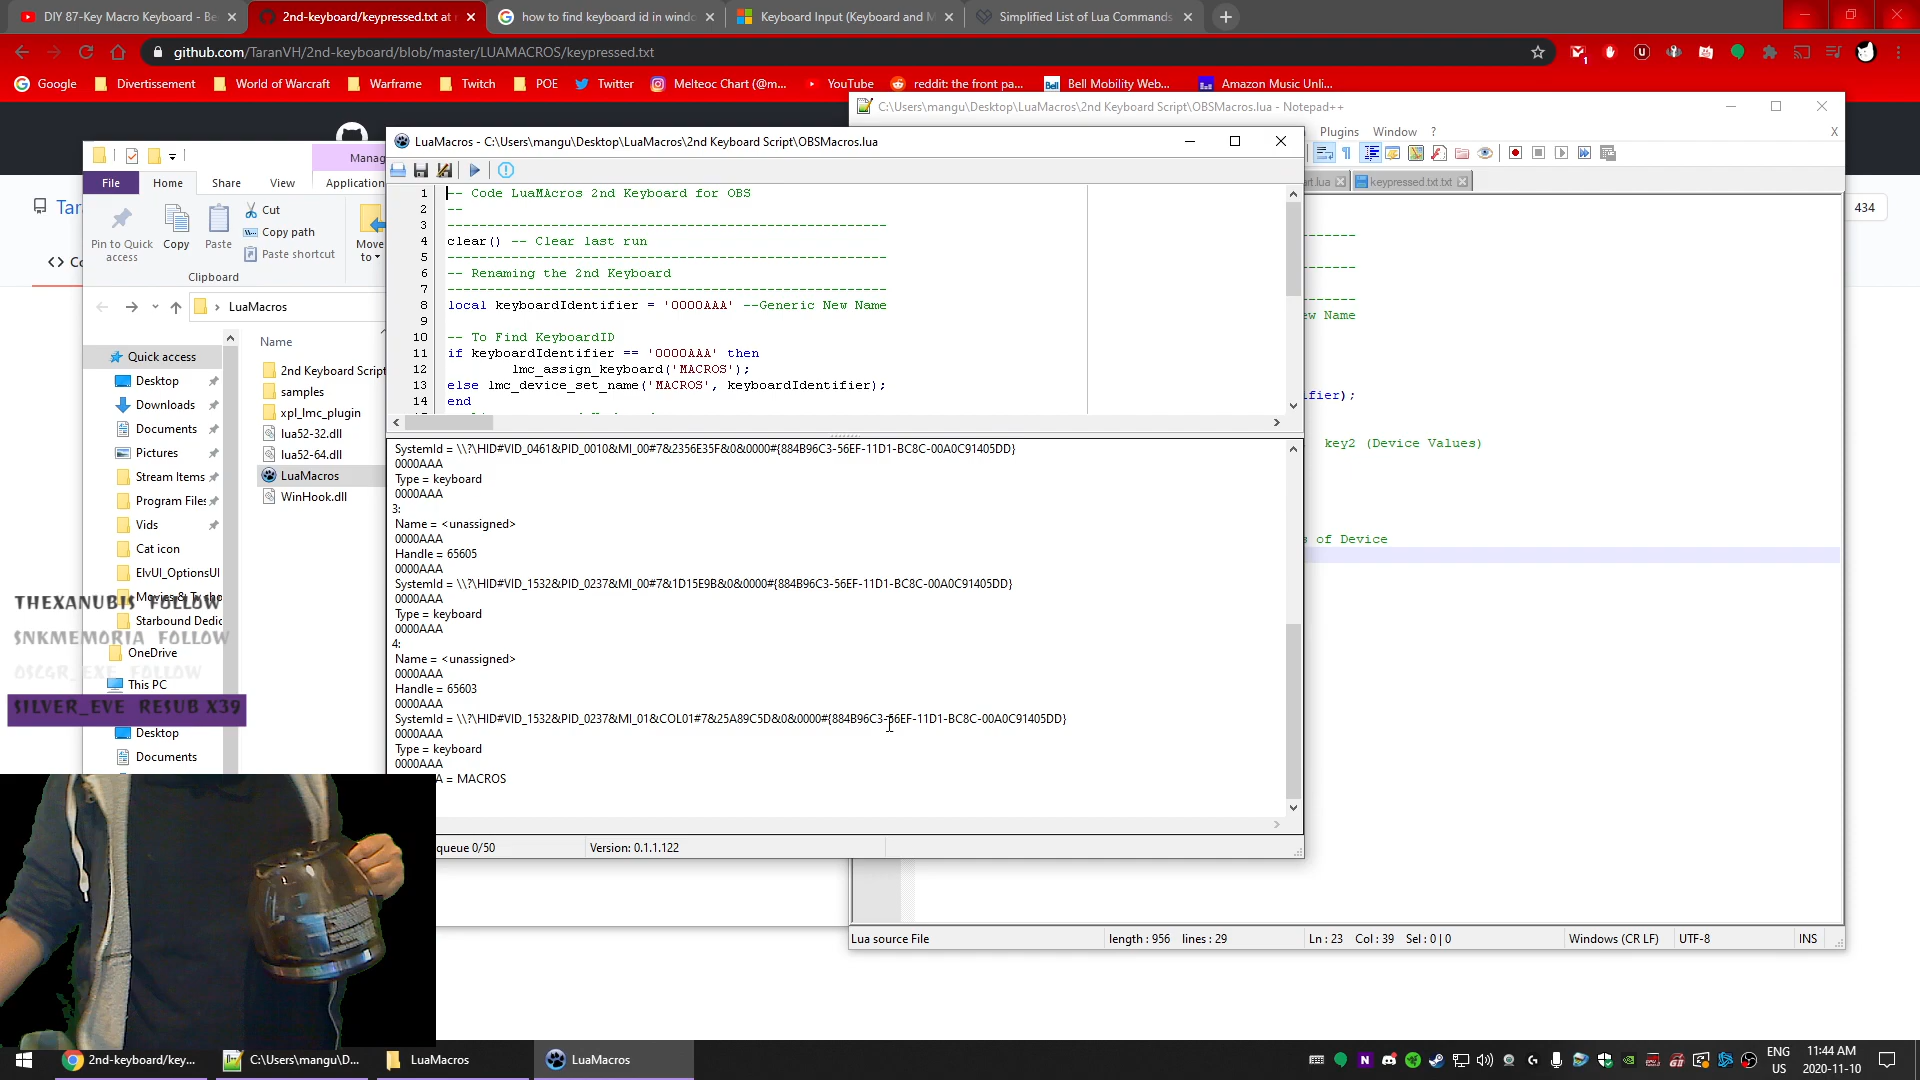 DIY 87-Key Macro Keyboard - Be
2nd-keyboard/keypressed.txt at
how to find keyboard id in windo
Keyboard Input (Keyboard and M
Simplified List of Lua Commands
github.com/TaranVH/2nd-keyboard/blob/master/LUAMACROS/keypressed.txt
Google
Divertissement
World of Warcraft
Warframe
Twitch
POE
Twitter
Melteoc Chart (@m...
YouTube
reddit: the front pa...
Bell Mobility Web...
Amazon Music Unli...
C:\Users\mangu\Desktop\LuaMacros\2nd Keyboard Script\OBSMacros.lua - Notepad++
Plugins Window ? X
keypressed.txt.txt
434
Tar
Manag
File Home Share View Application
Pin to Quick access
Copy
Paste
Cut
Copy path
Paste shortcut
Move to
Clipboard
LuaMacros
Name
Quick access
Desktop
Downloads
Documents
Pictures
Stream Items
Program Files
Vids
Cat icon
ElvUI_OptionsUI
Starbound Dedic
OneDrive
This PC
Desktop
Documents
2nd Keyboard Script
samples
xpl_lmc_plugin
lua52-32.dll
lua52-64.dll
LuaMacros
WinHook.dll
THEXANUBIS FOLLOW
SNKMEMORIA FOLLOW
OSCGR_EXE FOLLOW
SILVER_EVE RESUB X39
LuaMacros - C:\Users\mangu\Desktop\LuaMacros\2nd Keyboard Script\OBSMacros.lua
1 -- Code LuaMAcros 2nd Keyboard for OBS
2 --
3 -------------------------------------------------------
4 clear() -- Clear last run
5 -------------------------------------------------------
6 -- Renaming the 2nd Keyboard
7 -------------------------------------------------------
8 local keyboardIdentifier = '0000AAA' --Generic New Name
9
10 -- To Find KeyboardID
11 if keyboardIdentifier == '0000AAA' then
12 lmc_assign_keyboard('MACROS');
13 else lmc_device_set_name('MACROS', keyboardIdentifier);
14 end
SystemId = \\?\HID#VID_0461&PID_0010&MI_00#7&2356E35F&0&0000#{884B96C3-56EF-11D1-BC8C-00A0C91405DD}
0000AAA
Type = keyboard
0000AAA
3:
Name = <unassigned>
0000AAA
Handle = 65605
0000AAA
SystemId = \\?\HID#VID_1532&PID_0237&MI_00#7&1D15E9B&0&0000#{884B96C3-56EF-11D1-BC8C-00A0C91405DD}
0000AAA
Type = keyboard
0000AAA
4:
Name = <unassigned>
0000AAA
Handle = 65603
0000AAA
SystemId = \\?\HID#VID_1532&PID_0237&MI_01&COL01#7&25A89C5D&0&0000#{884B96C3-56EF-11D1-BC8C-00A0C91405DD}
0000AAA
Type = keyboard
0000AAA
A = MACROS
queue 0/50
Version: 0.1.1.122
ew Name
ifier);
key2 (Device Values)
s of Device
Lua source File
length : 956 lines : 29
Ln : 23 Col : 39 Sel : 0 | 0
Windows (CR LF)
UTF-8
INS
2nd-keyboard/key...
C:\Users\mangu\D...
LuaMacros
LuaMacros
ENG
US
11:44 AM
2020-11-10